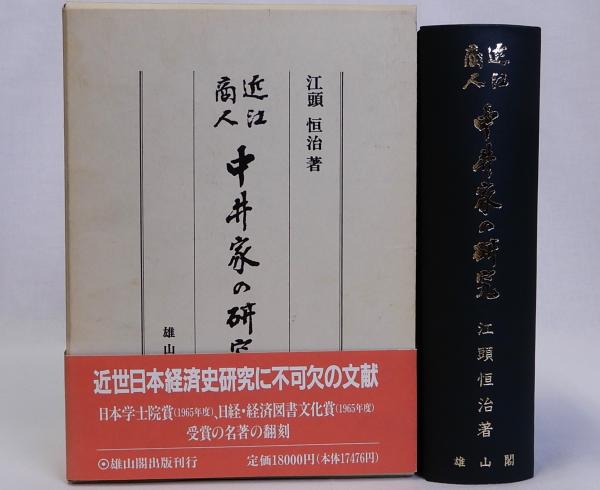 江頭 恒治著
近江
商人
中井家の研究
雄山
近世日本経済史研究に不可欠の文献
日本学士院賞(1965年度)、日経・経済図書文化賞(1965年度)
受賞の名著の翻刻
雄山閣出版刊行
定価18000円(本体17476円)
近江
商人
中井家の研究
江頭恒治著
雄山閣